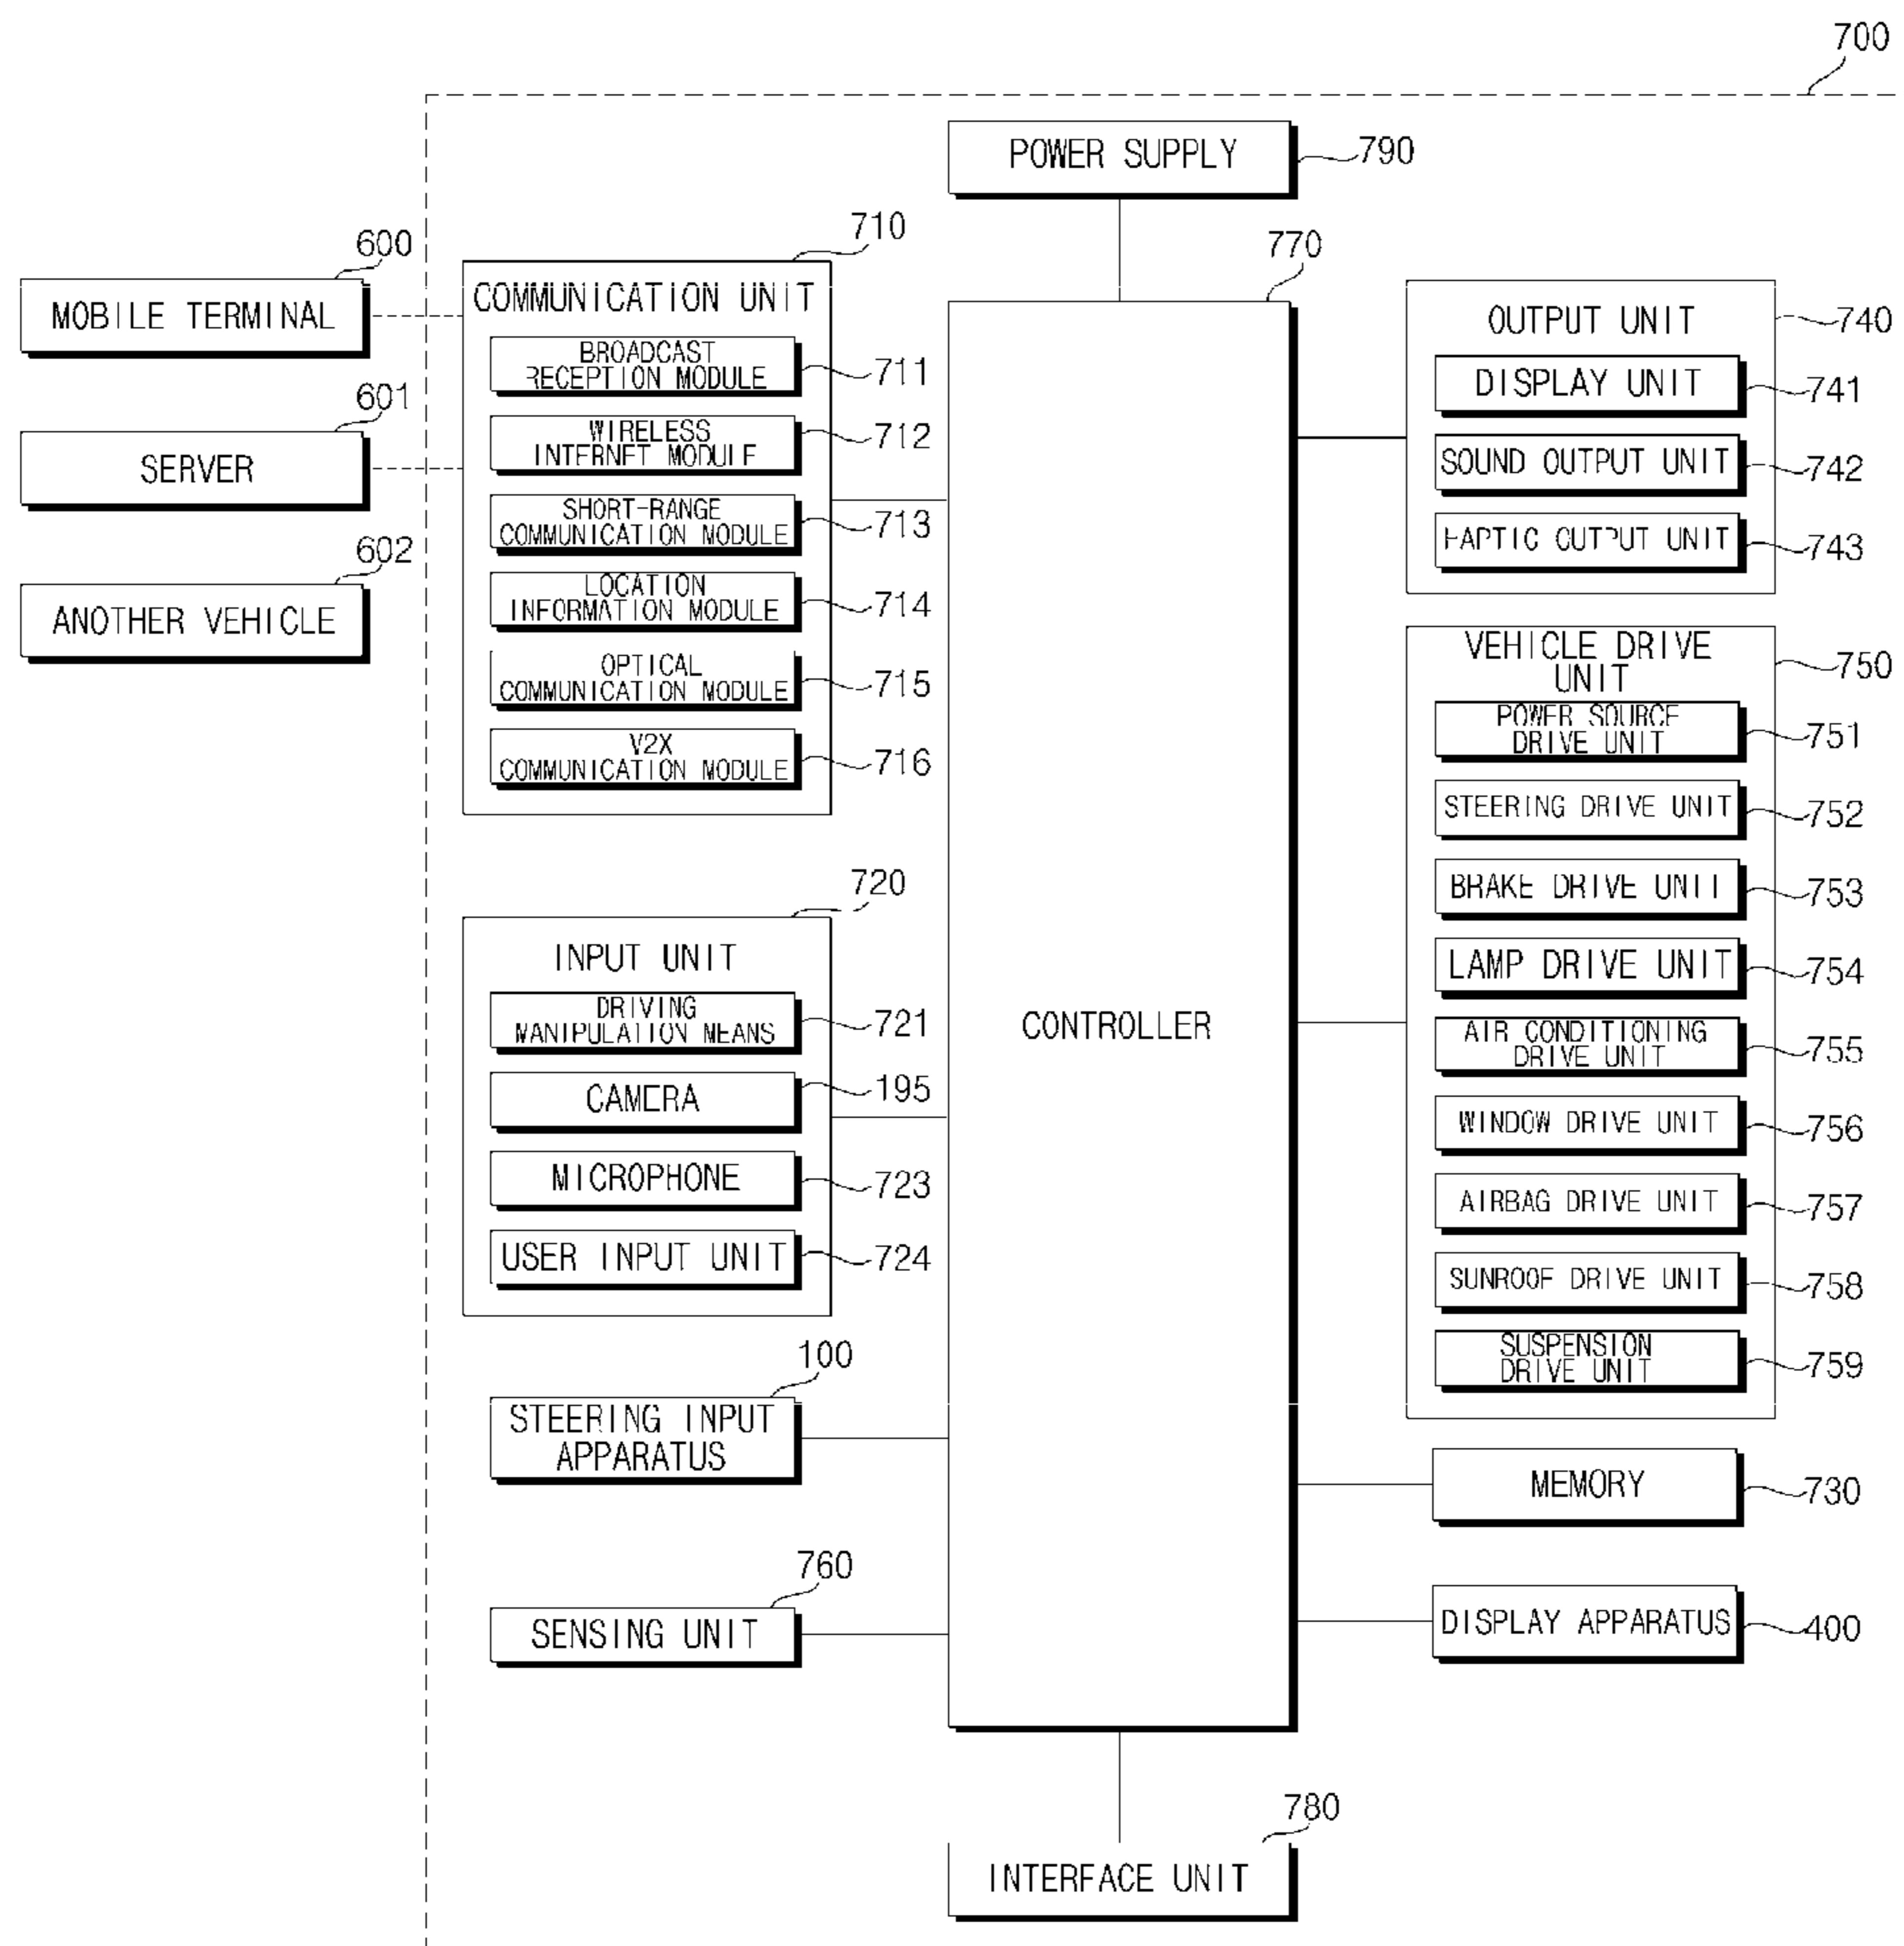 700
POWER SUPPLY
790
600
MOBILE TERMINAL
601
SERVER
602
ANOTHER VEHICLE
710
COMMUNICATION UNIT
BROADCAST
RECEPTION MODULE
711
WIRELESS
INTERNET MODULE
712
SHORT-RANGE
COMMUNICATION MODULE
713
LOCATION
INFORMATION MODULE
714
OPTICAL
COMMUNICATION MODULE
715
V2X
COMMUNICATION MODULE
716
720
INPUT UNIT
DRIVING
MANIPULATION MEANS
721
CAMERA
195
MICROPHONE
723
USER INPUT UNIT
724
100
STEERING INPUT
APPARATUS
760
SENSING UNIT
770
CONTROLLER
OUTPUT UNIT
740
DISPLAY UNIT
741
SOUND OUTPUT UNIT
742
HAPTIC OUTPUT UNIT
743
VEHICLE DRIVE
UNIT
750
POWER SOURCE
DRIVE UNIT
751
STEERING DRIVE UNIT
752
BRAKE DRIVE UNIT
753
LAMP DRIVE UNIT
754
AIR CONDITIONING
DRIVE UNIT
755
WINDOW DRIVE UNIT
756
AIRBAG DRIVE UNIT
757
SUNROOF DRIVE UNIT
758
SUSPENSION
DRIVE UNIT
759
MEMORY
730
DISPLAY APPARATUS
400
780
INTERFACE UNIT